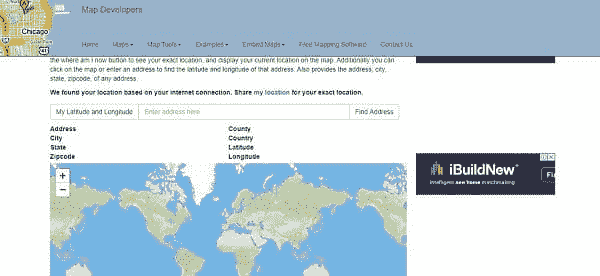 Map Developers
Chicago
41
Home Maps Map Tools Examples Embed Maps Free Mapping Software Contact Us
the where am I now button to see your exact location, and display your current location on the map. Additionally you can
click on the map or enter an address to find the latitude and longitude of that address. Also provides the address, city,
state, zipcode, of any address.
We found your location based on your internet connection. Share my location for your exact location.
My Latitude and Longitude Enter address here Find Address
Address County
City Country
State Latitude
Zipcode Longitude
+
−
iBuildNew
intelligent new home matchmaking